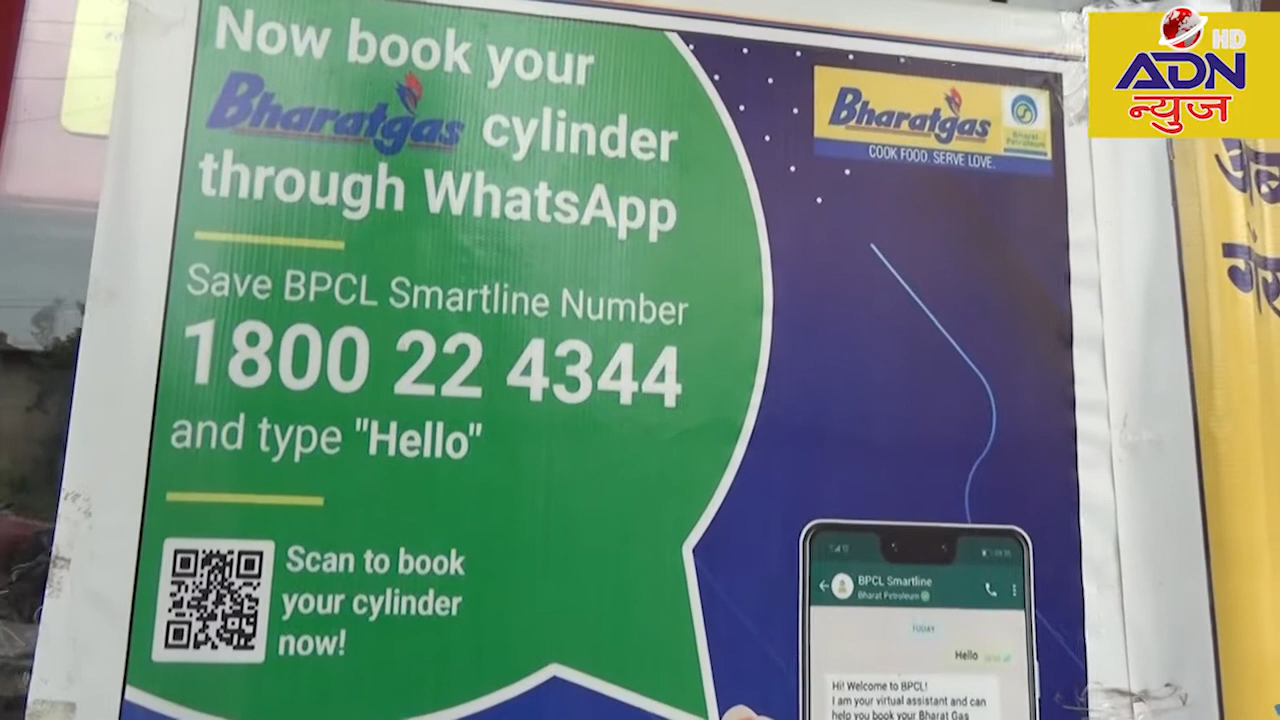 Now book your
Bharatgas cylinder
through WhatsApp
Save BPCL Smartline Number
1800 22 4344
and type "Hello"
Scan to book
your cylinder
now!
Bharatgas
Bharat
Petroleum
COOK FOOD. SERVE LOVE.
BPCL Smartline
Bharat Petroleum
TODAY
Hello
Hi! Welcome to BPCL!
I am your virtual assistant and can
help you book your Bharat Gas
HD
ADN
न्युज